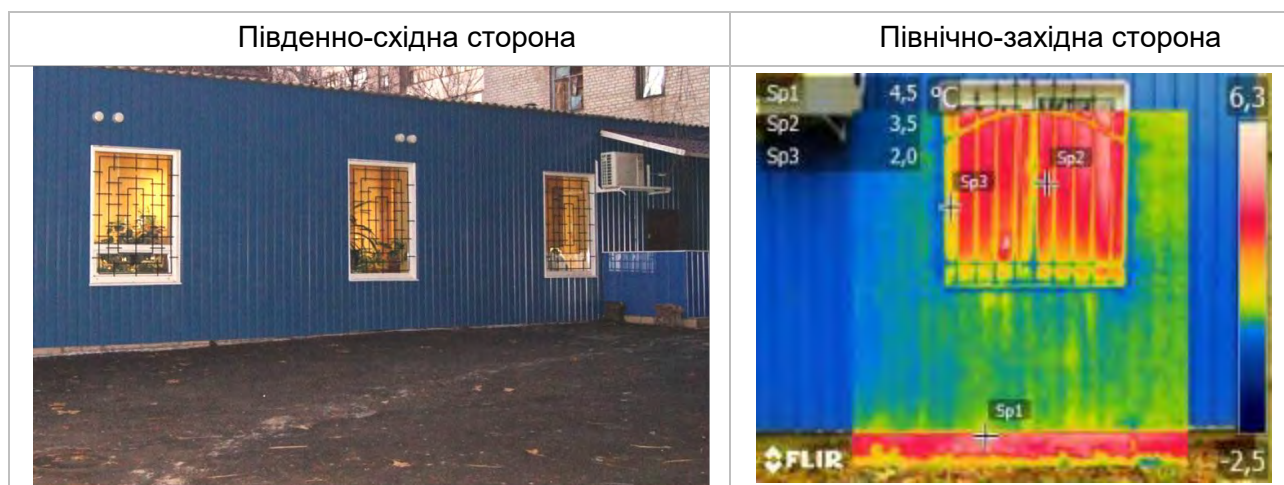 Південно-східна сторона
Північно-західна сторона
Sp1 4,5 °C
Sp2 3,5
Sp3 2,0
6,3
Sp2
Sp3
Sp1
FLIR
-2,5